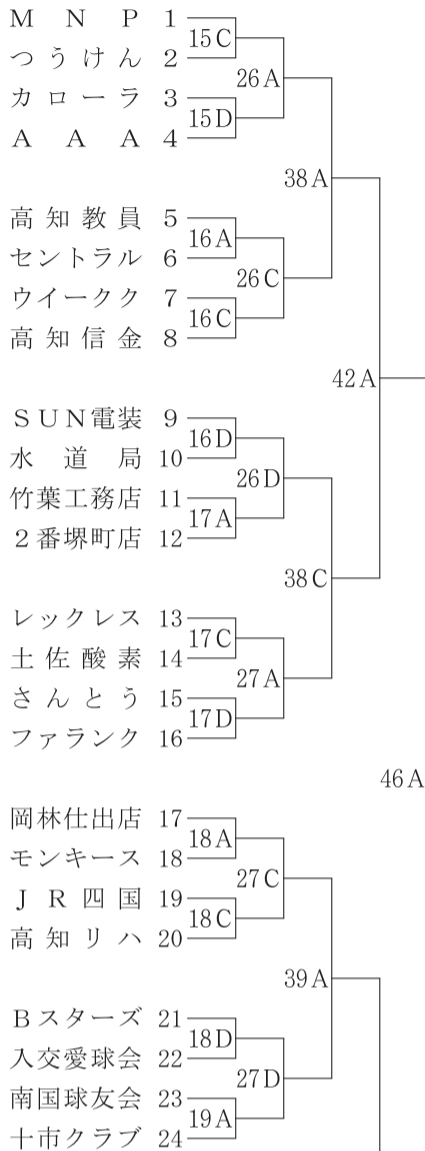 M N P 1
15C
つうけん 2
26A
カローラ 3
15D
A A A 4
38A
高知教員 5
16A
セントラル 6
26C
ウイークク 7
16C
高知信金 8
42A
SUN電装 9
16D
水道局 10
26D
竹葉工務店 11
17A
2番堺町店 12
38C
レックレス 13
17C
土佐酸素 14
27A
さんとう 15
17D
ファランク 16
46A
岡林仕出店 17
18A
モンキース 18
27C
JR四国 19
18C
高知リハ 20
39A
Bスターズ 21
18D
入交愛球会 22
27D
南国球友会 23
19A
十市クラブ 24